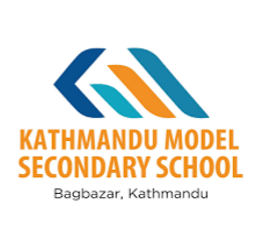 KATHMANDU MODEL
SECONDARY SCHOOL
Bagbazar, Kathmandu